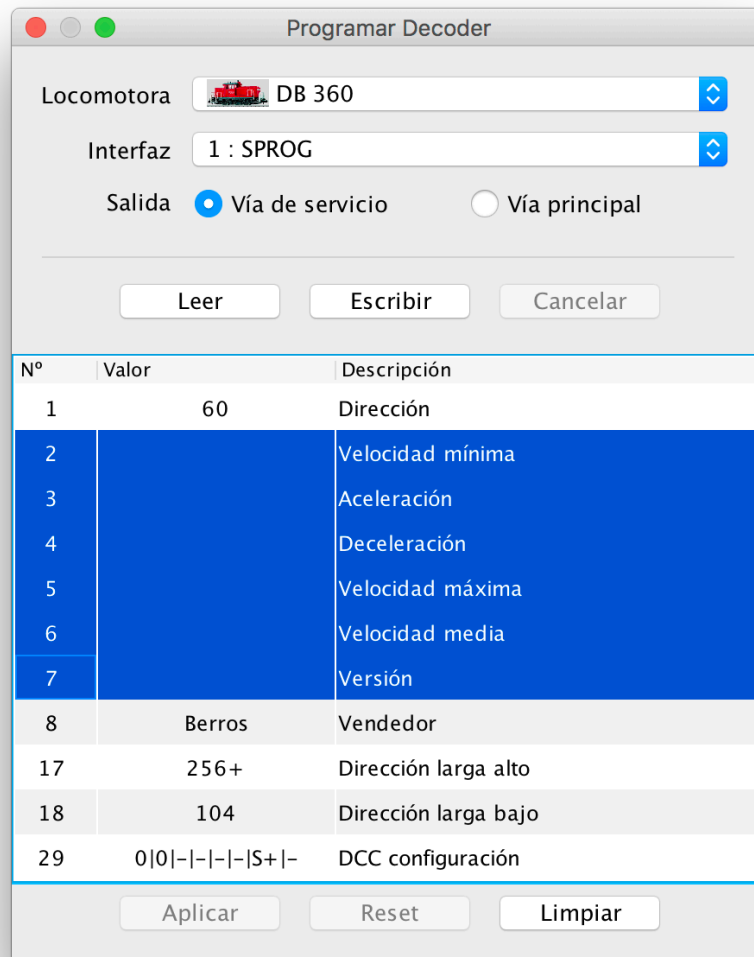 Programar Decoder
Locomotora DB 360
Interfaz 1 : SPROG
Salida Vía de servicio Vía principal
Leer Escribir Cancelar
Nº Valor Descripción
1 60 Dirección
2 Velocidad mínima
3 Aceleración
4 Deceleración
5 Velocidad máxima
6 Velocidad media
7 Versión
8 Berros Vendedor
17 256+ Dirección larga alto
18 104 Dirección larga bajo
29 0|0|-|-|-|-|S+|- DCC configuración
Aplicar Reset Limpiar